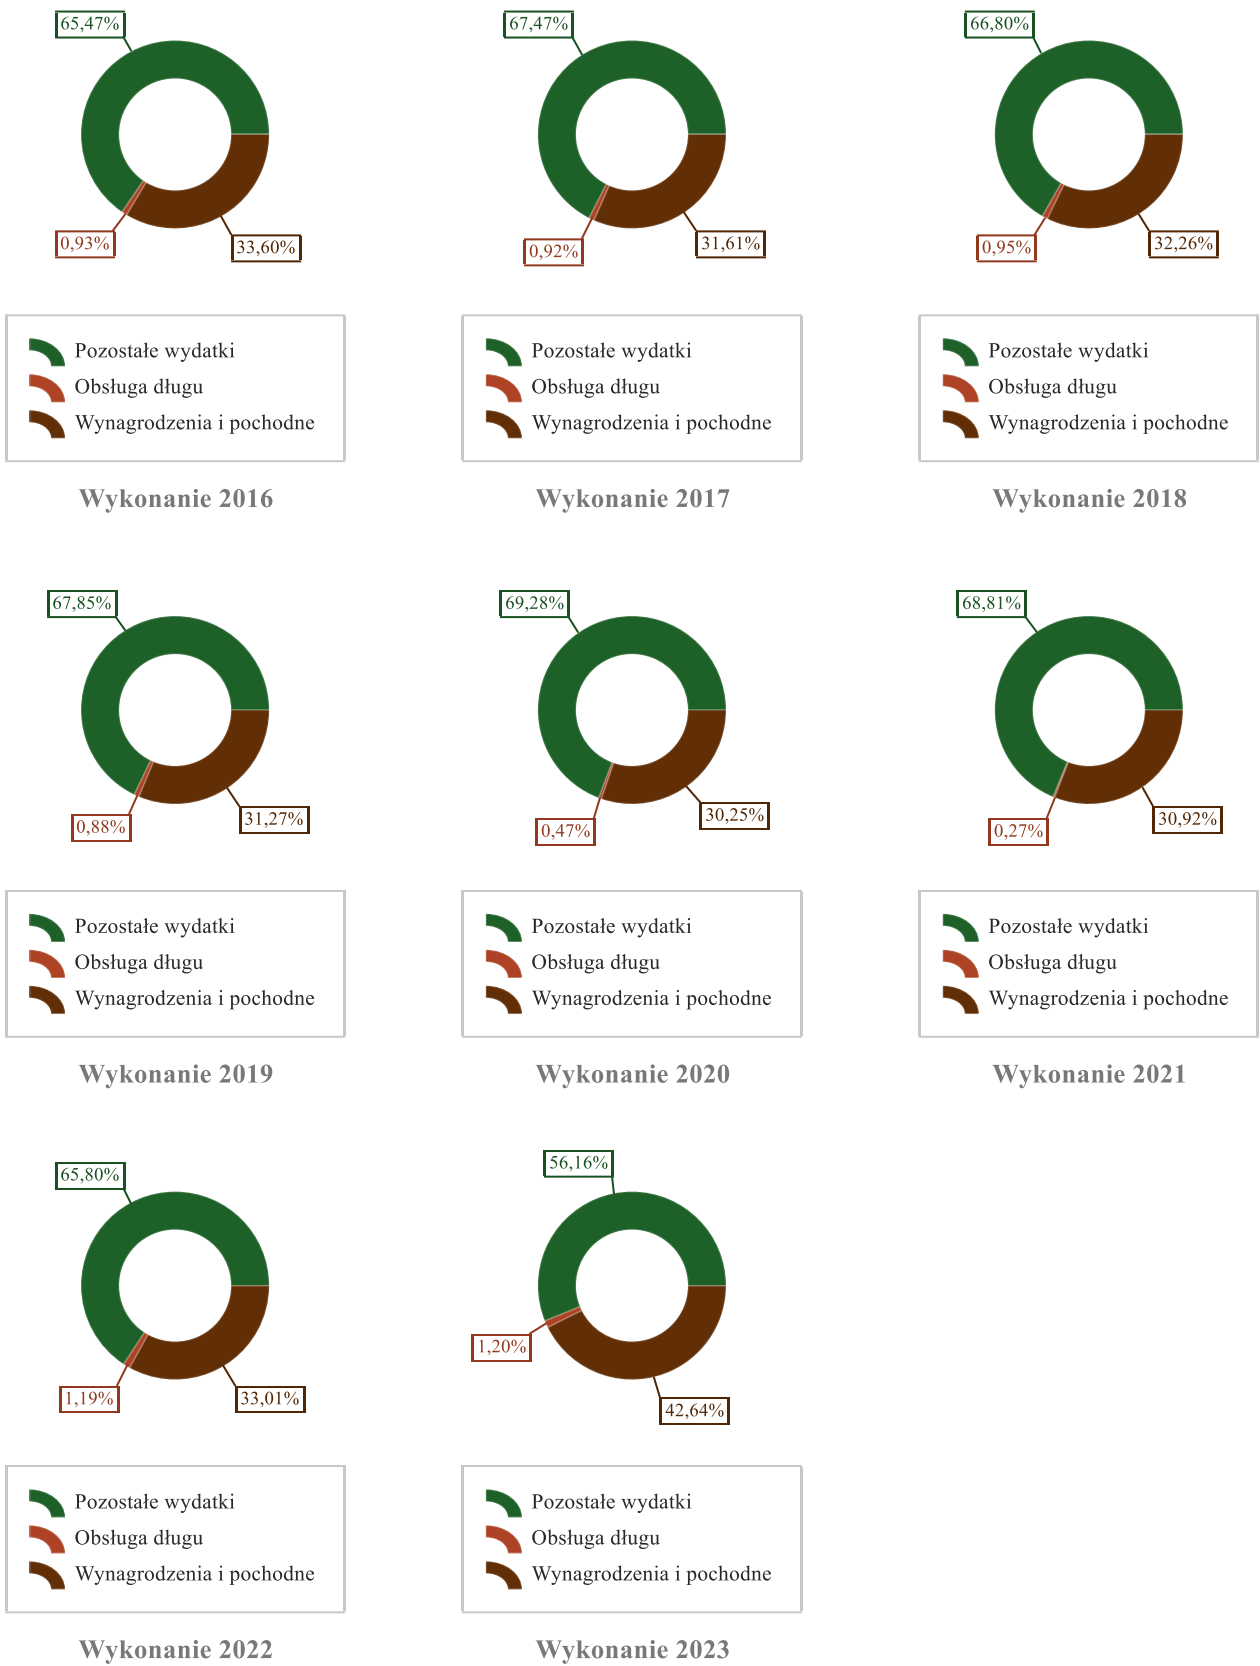 65,47%
0,93%
33,60%
Pozostałe wydatki
Obsługa długu
Wynagrodzenia i pochodne
Wykonanie 2016
67,47%
0,92%
31,61%
Pozostałe wydatki
Obsługa długu
Wynagrodzenia i pochodne
Wykonanie 2017
66,80%
0,95%
32,26%
Pozostałe wydatki
Obsługa długu
Wynagrodzenia i pochodne
Wykonanie 2018
67,85%
0,88%
31,27%
Pozostałe wydatki
Obsługa długu
Wynagrodzenia i pochodne
Wykonanie 2019
69,28%
0,47%
30,25%
Pozostałe wydatki
Obsługa długu
Wynagrodzenia i pochodne
Wykonanie 2020
68,81%
0,27%
30,92%
Pozostałe wydatki
Obsługa długu
Wynagrodzenia i pochodne
Wykonanie 2021
65,80%
1,19%
33,01%
Pozostałe wydatki
Obsługa długu
Wynagrodzenia i pochodne
Wykonanie 2022
56,16%
1,20%
42,64%
Pozostałe wydatki
Obsługa długu
Wynagrodzenia i pochodne
Wykonanie 2023